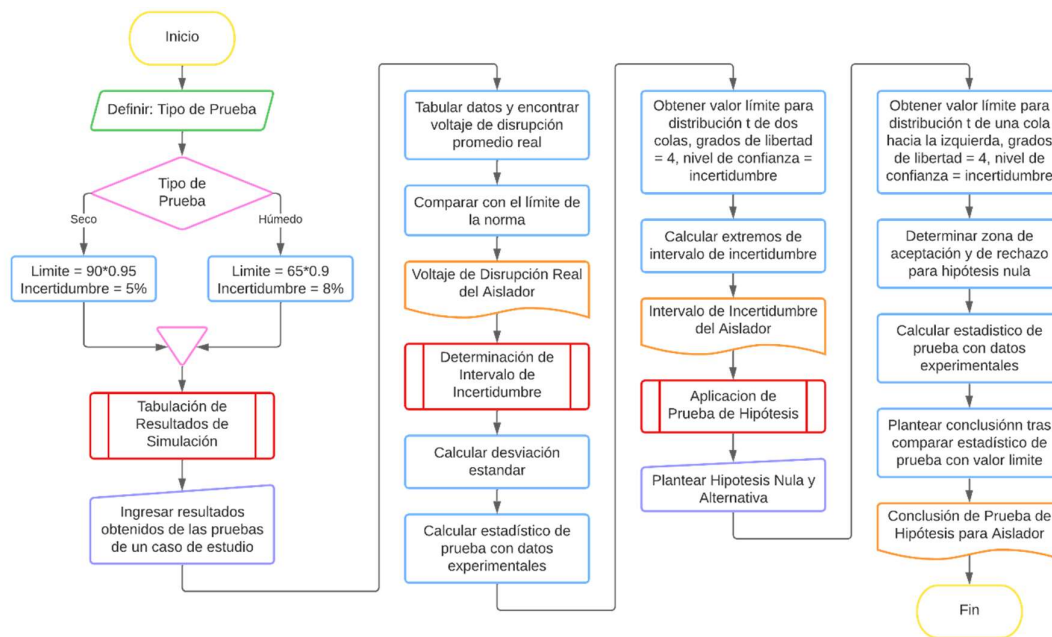 Inicio
Definir: Tipo de Prueba
Tipo de
Prueba
Seco
Húmedo
Limite = 90*0.95
Incertidumbre = 5%
Limite = 65*0.9
Incertidumbre = 8%
Tabulación de
Resultados de
Simulación
Ingresar resultados
obtenidos de las pruebas
de un caso de estudio
Tabular datos y encontrar
voltaje de disrupción
promedio real
Comparar con el límite de
la norma
Voltaje de Disrupción Real
del Aislador
Determinación de
Intervalo de
Incertidumbre
Calcular desviación
estandar
Calcular estadístico de
prueba con datos
experimentales
Obtener valor límite para
distribución t de dos
colas, grados de libertad
= 4, nivel de confianza =
incertidumbre
Calcular extremos de
intervalo de incertidumbre
Intervalo de Incertidumbre
del Aislador
Aplicacion de
Prueba de Hipótesis
Plantear Hipotesis Nula y
Alternativa
Obtener valor límite para
distribución t de una cola
hacia la izquierda, grados
de libertad = 4, nivel de
confianza = incertidumbre
Determinar zona de
aceptación y de rechazo
para hipótesis nula
Calcular estadistico de
prueba con datos
experimentales
Plantear conclusiónn tras
comparar estadístico de
prueba con valor limite
Conclusión de Prueba de
Hipótesis para Aislador
Fin